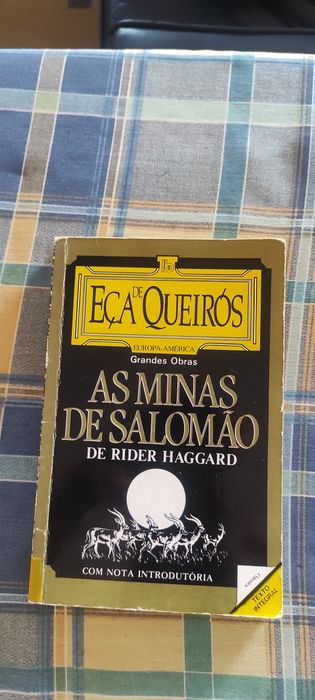 EÇA DE QUEIRÓS
EUROPA-AMÉRICA
Grandes Obras
AS MINAS
DE SALOMÃO
DE RIDER HAGGARD
COM NOTA INTRODUTÓRIA
TEXTO
INTEGRAL